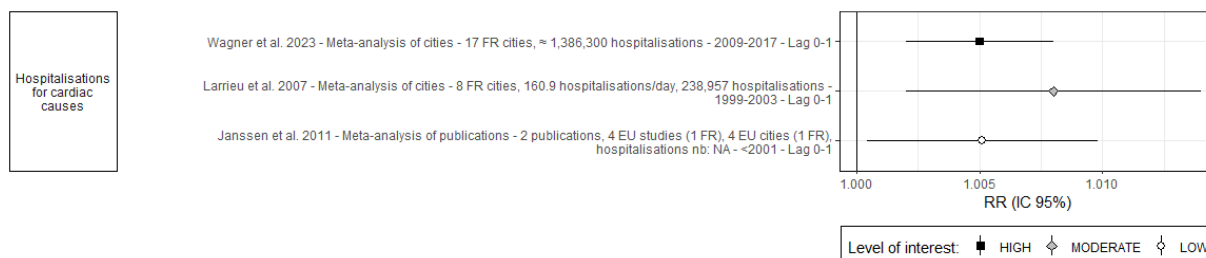 Hospitalisations
for cardiac
causes
Wagner et al. 2023 - Meta-analysis of cities - 17 FR cities, ≈ 1,386,300 hospitalisations - 2009-2017 - Lag 0-1
Larrieu et al. 2007 - Meta-analysis of cities - 8 FR cities, 160.9 hospitalisations/day, 238,957 hospitalisations -
1999-2003 - Lag 0-1
Janssen et al. 2011 - Meta-analysis of publications - 2 publications, 4 EU studies (1 FR), 4 EU cities (1 FR),
hospitalisations nb: NA - <2001 - Lag 0-1
1.000 1.005 1.010
RR (IC 95%)
Level of interest: HIGH MODERATE LOW